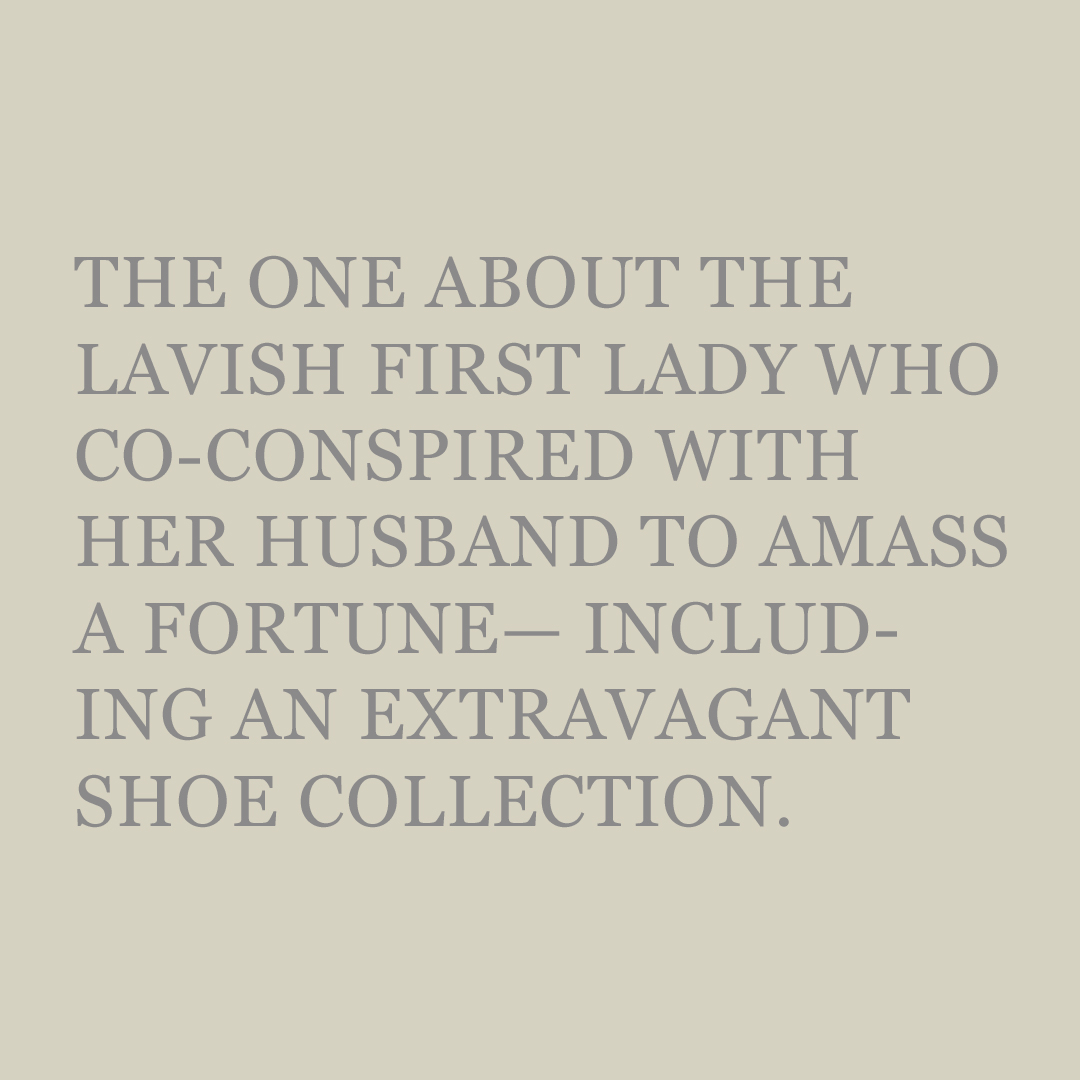 THE ONE ABOUT THE
LAVISH FIRST LADY WHO
CO-CONSPIRED WITH
HER HUSBAND TO AMASS
A FORTUNE— INCLUD-
ING AN EXTRAVAGANT
SHOE COLLECTION.